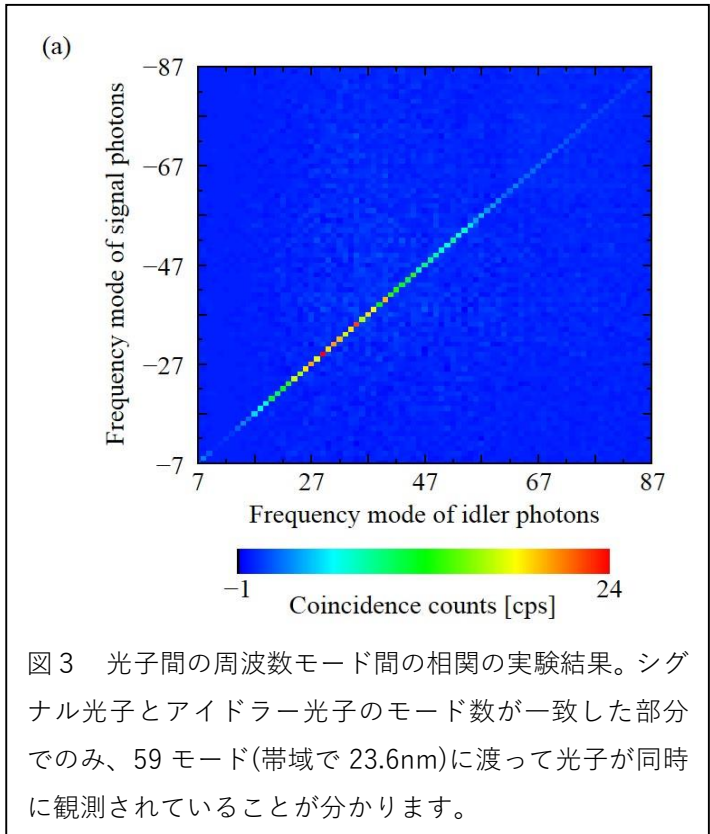 (a)
Frequency mode of signal photons
−87
−67
−47
−27
−7
7 27 47 67 87
Frequency mode of idler photons
−1 24
Coincidence counts [cps]
図３　光子間の周波数モード間の相関の実験結果。シグ
ナル光子とアイドラー光子のモード数が一致した部分
でのみ、59 モード(帯域で 23.6nm)に渡って光子が同時
に観測されていることが分かります。